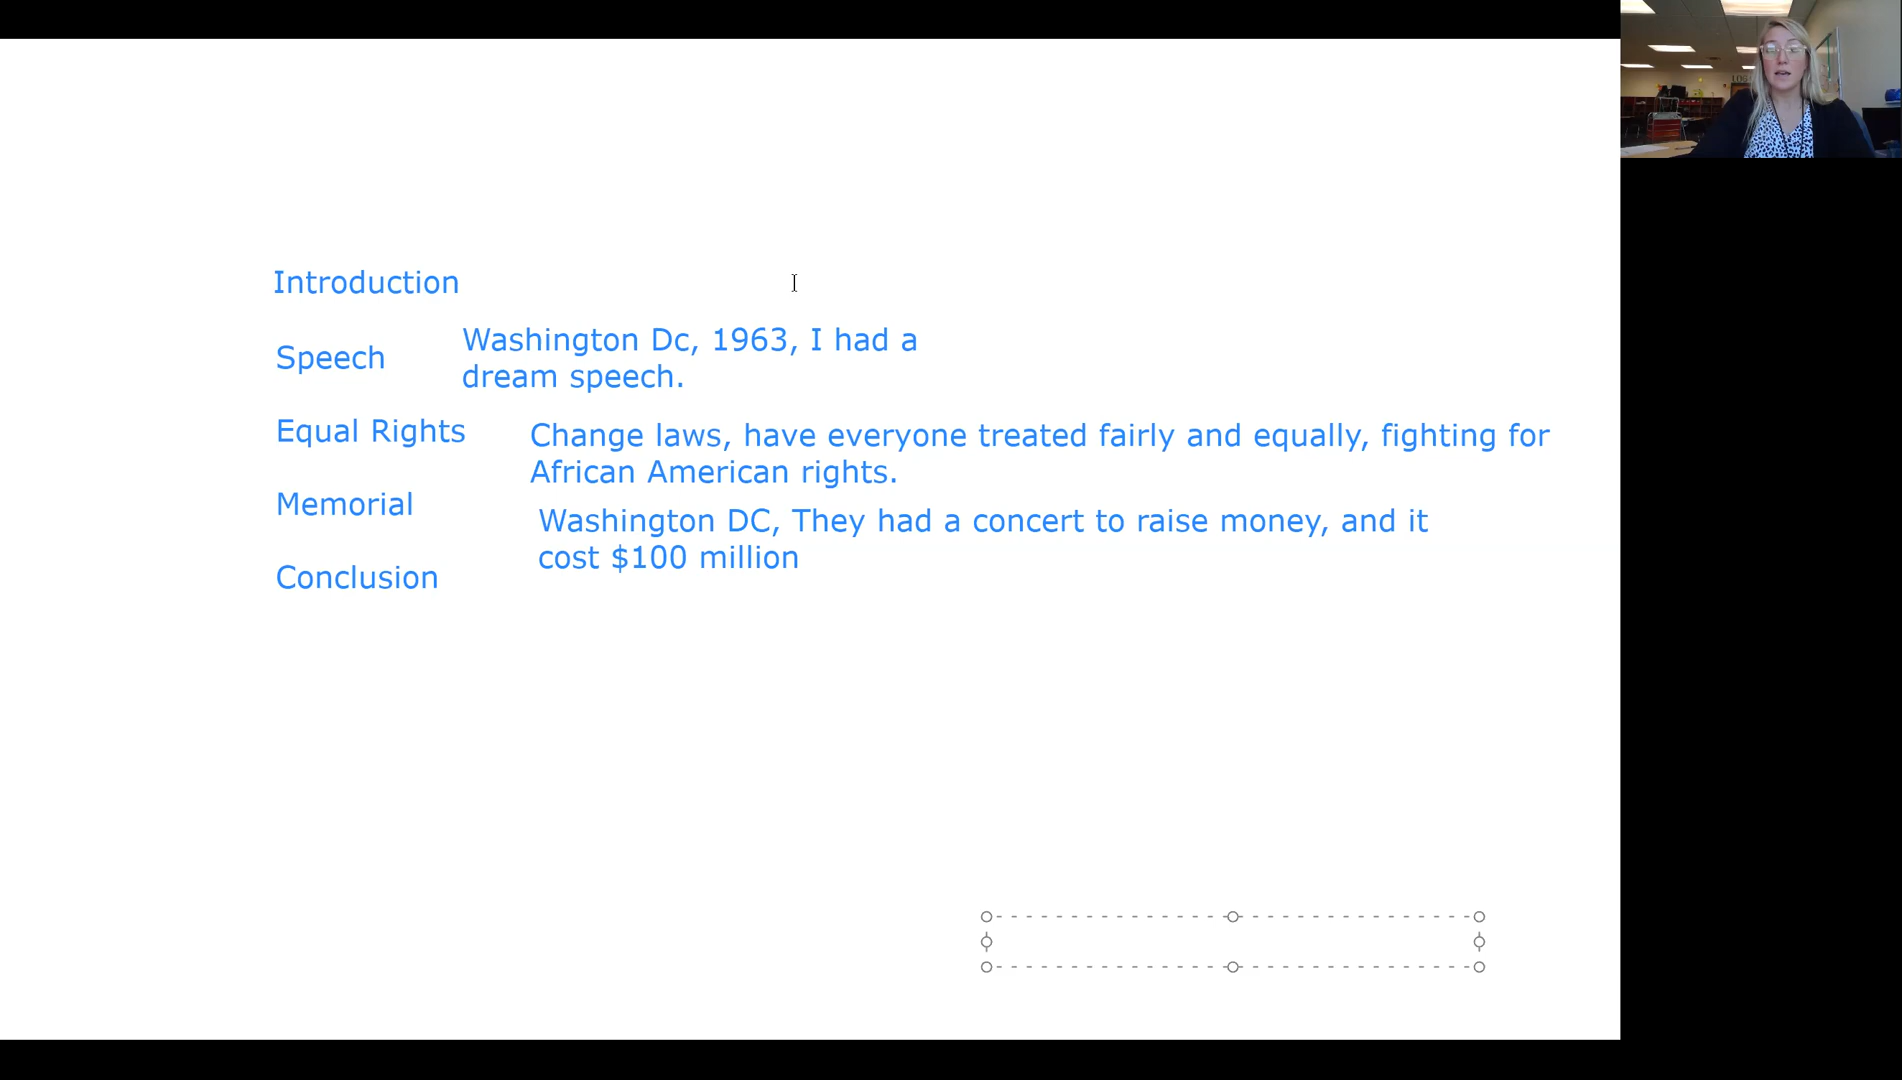 Introduction
Speech
Washington Dc, 1963, I had a
dream speech.
Equal Rights
Change laws, have everyone treated fairly and equally, fighting for
African American rights.
Memorial
Washington DC, They had a concert to raise money, and it
cost $100 million
Conclusion